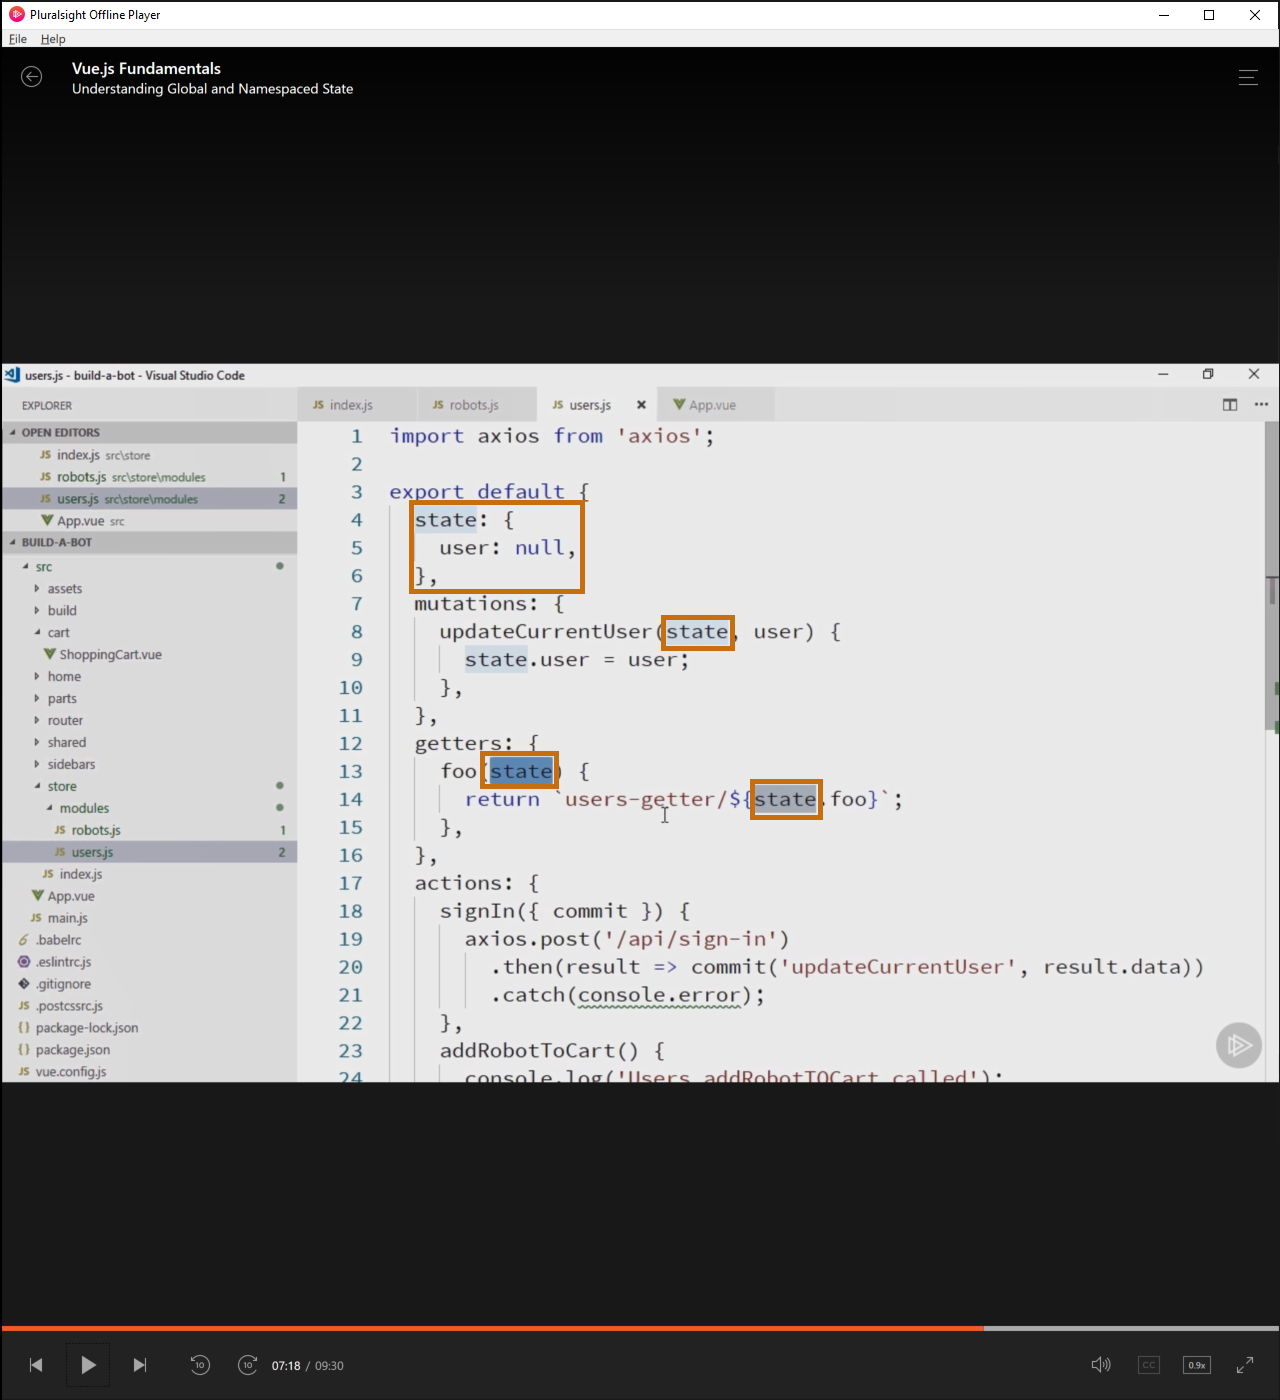 Pluralsight Offline Player
File Help
Vue.js Fundamentals
Understanding Global and Namespaced State
users.js - build-a-bot - Visual Studio Code
EXPLORER
JS index.js JS robots.js JS users.js App.vue
OPEN EDITORS
JS index.js src\store
JS robots.js src\store\modules 1
JS users.js src\store\modules 2
App.vue src
BUILD-A-BOT
src
assets
build
cart
ShoppingCart.vue
home
parts
router
shared
sidebars
store
modules
JS robots.js 1
JS users.js 2
JS index.js
App.vue
JS main.js
.babelrc
.eslintrc.js
.gitignore
JS .postcssrc.js
{} package-lock.json
{} package.json
JS vue.config.js
1 import axios from 'axios';
2
3 export default {
4 state: {
5 user: null,
6 },
7 mutations: {
8 updateCurrentUser(state, user) {
9 state.user = user;
10 },
11 },
12 getters: {
13 foo(state) {
14 return `users-getter/${state.foo}`;
15 },
16 },
17 actions: {
18 signIn({ commit }) {
19 axios.post('/api/sign-in')
20 .then(result => commit('updateCurrentUser', result.data))
21 .catch(console.error);
22 },
23 addRobotToCart() {
24 console.log('Users addRobotTOCart called');
10 10 07:18 / 09:30 CC 0.9x